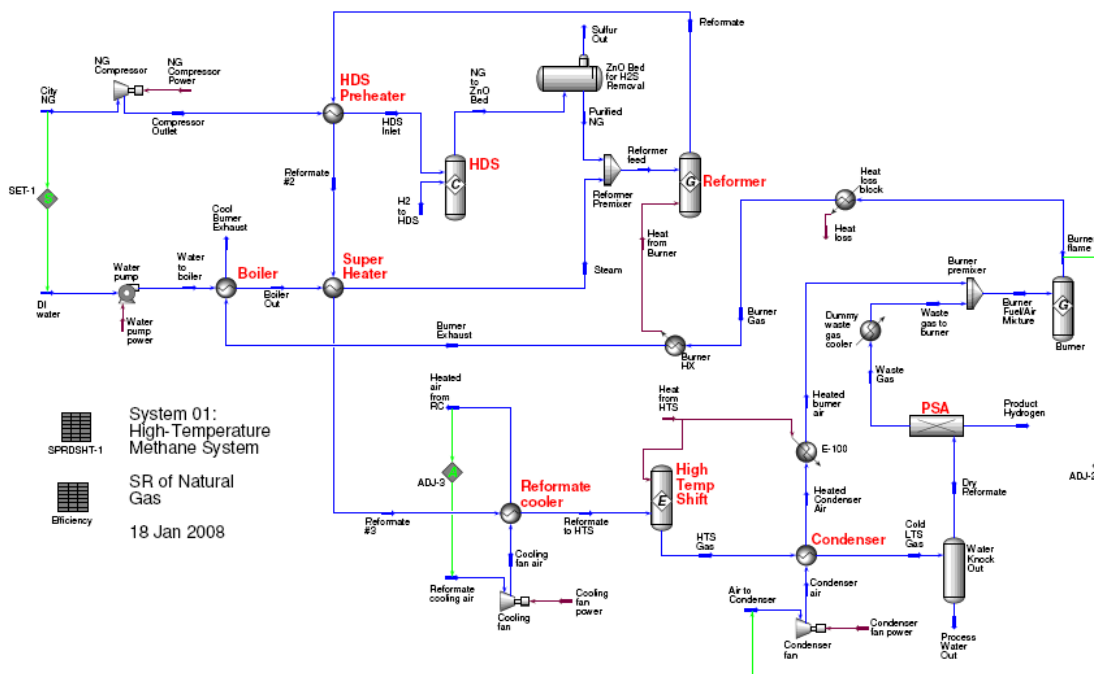 Reformate
Sulfur
Out
NG
Compressor
NG
Compressor
Power
ZnO Bed
for H2S
Removal
NG
to
ZnO
Bed
HDS
Preheater
City
NG
Compressor
Outlet
HDS
Inlet
Purified
NG
Reformer
feed
HDS
C
G
Reformer
Reformer
Premixer
Heat
loss
block
SET-1
S
Reformate
#2
H2
to
HDS
Cool
Burner
Exhaust
Heat
from
Burner
Heat
loss
Burner
flame
Water
pump
Water
to
boiler
Boiler
Super
Heater
Steam
Burner
premixer
DI
water
Boiler
Out
Water
pump
power
Burner
Gas
Dummy
waste
gas
cooler
Waste
gas to
burner
Burner
Fuel/Air
Mixture
G
Burner
Burner
Exhaust
Burner
HX
Waste
Gas
Heated
air
from
RC
Heat
from
HTS
Heated
burner
air
PSA
Product
Hydrogen
System 01:
High-Temperature
Methane System
SPRDSHT-1
E-100
ADJ-3
A
High
Temp
Shift
E
ADJ-2
SR of Natural
Gas
Efficiency
Reformate
cooler
Heated
Condenser
Air
Dry
Reformate
18 Jan 2008
Reformate
#3
Reformate
to HTS
HTS
Gas
Condenser
Cold
LTS
Gas
Water
Knock
Out
Cooling
fan air
Reformate
cooling air
Cooling
fan
Cooling
fan
power
Air to
Condenser
Condenser
air
Condenser
fan
Condenser
fan power
Process
Water
Out